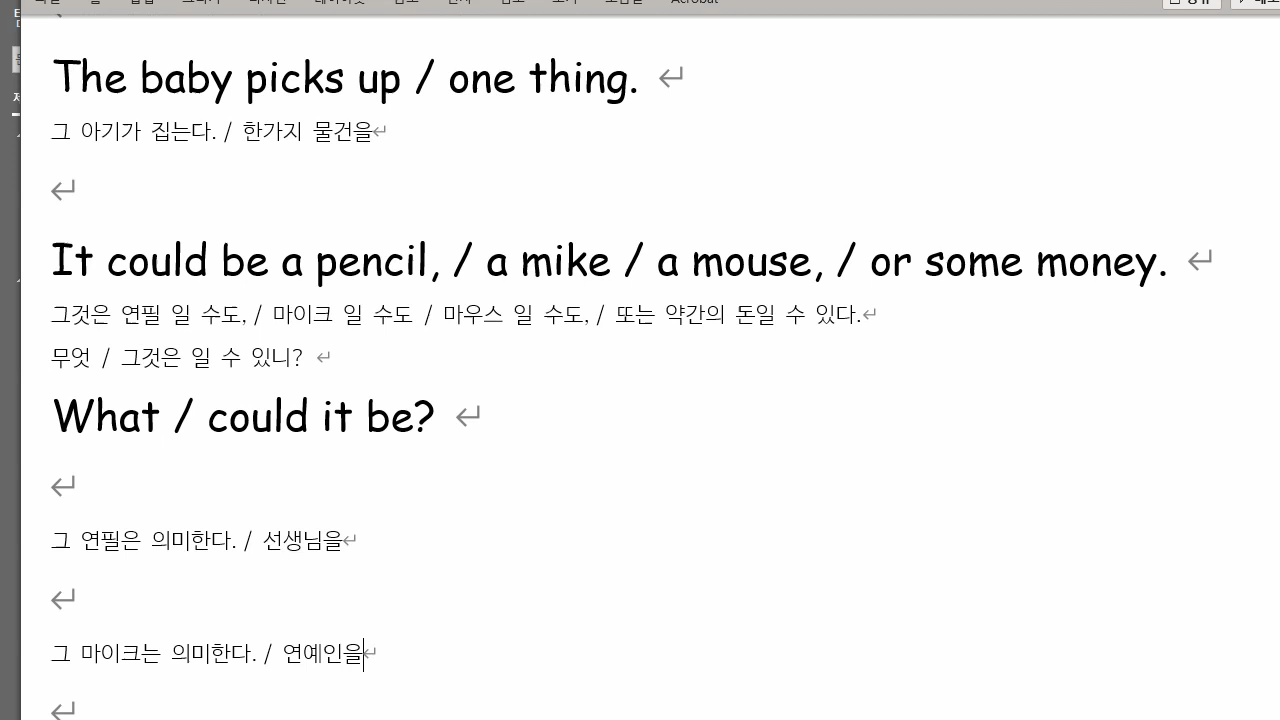 The baby picks up / one thing.
그 아기가 집는다. / 한가지 물건을
It could be a pencil, / a mike / a mouse, / or some money.
그것은 연필 일 수도, / 마이크 일 수도 / 마우스 일 수도, / 또는 약간의 돈일 수 있다.
무엇 / 그것은 일 수 있니?
What / could it be?
그 연필은 의미한다. / 선생님을
그 마이크는 의미한다. / 연예인을